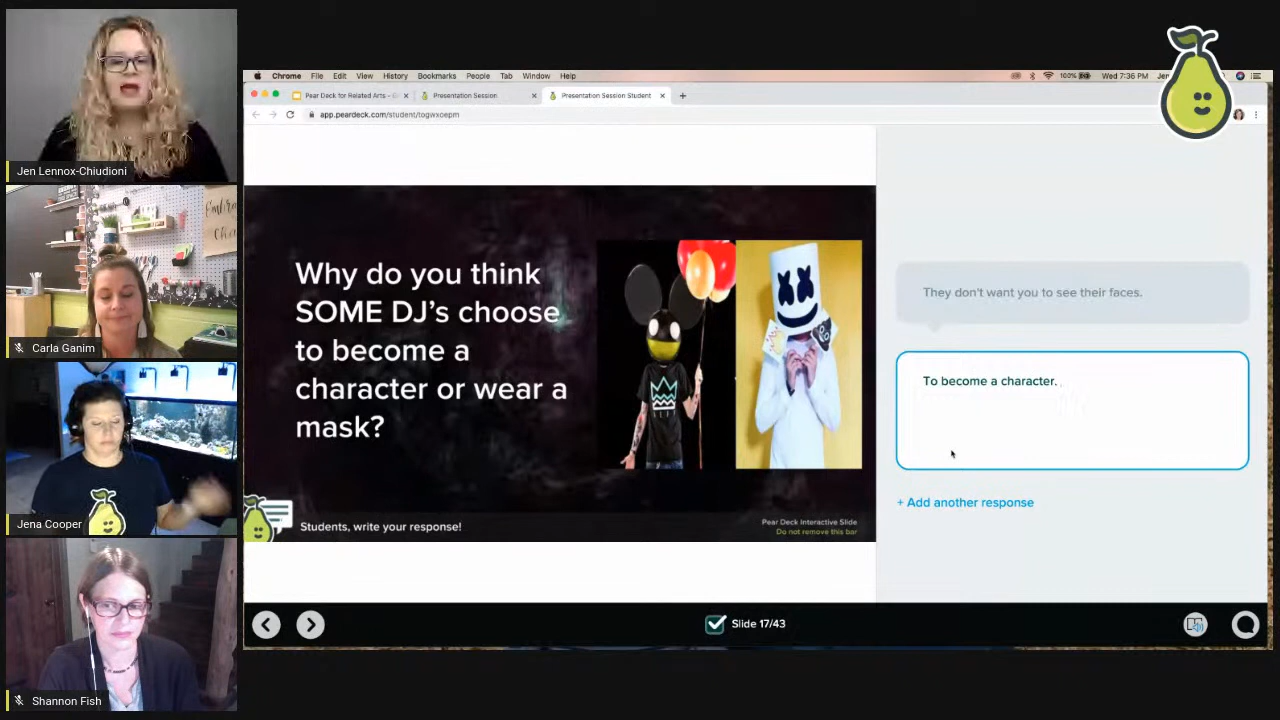 Jen Lennox-Chiudioni
Carla Ganim
Jena Cooper
Shannon Fish
Chrome File Edit View History Bookmarks People Tab Window Help
100% Wed 7:36 PM Jen
Pear Deck for Related Arts -
Presentation Session
Presentation Session Student
app.peardeck.com/student/togwxoepm
Why do you think
SOME DJ's choose
to become a
character or wear a
mask?
Students, write your response!
Pear Deck Interactive Slide
Do not remove this bar
They don't want you to see their faces.
To become a character.
+ Add another response
Slide 17/43